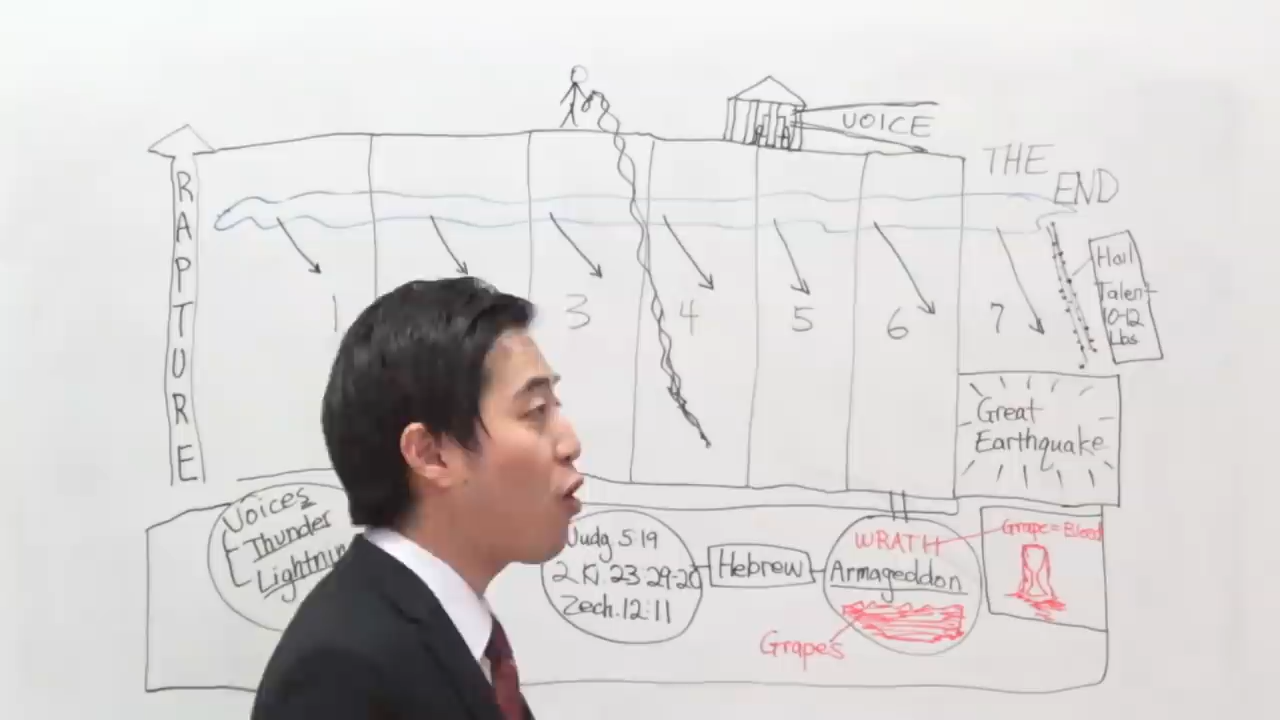 VOICE
THE
END
RAPTURE
1
3
4
5
6
7
Hail
Talent
10-12
Lbs
Great
Earthquake
Voices
Thunder
Judg 5:19
2 Ki. 23 29-20
Zech. 12:11
Hebrew
WRATH
Armageddon
Grapes
Grape = Blood